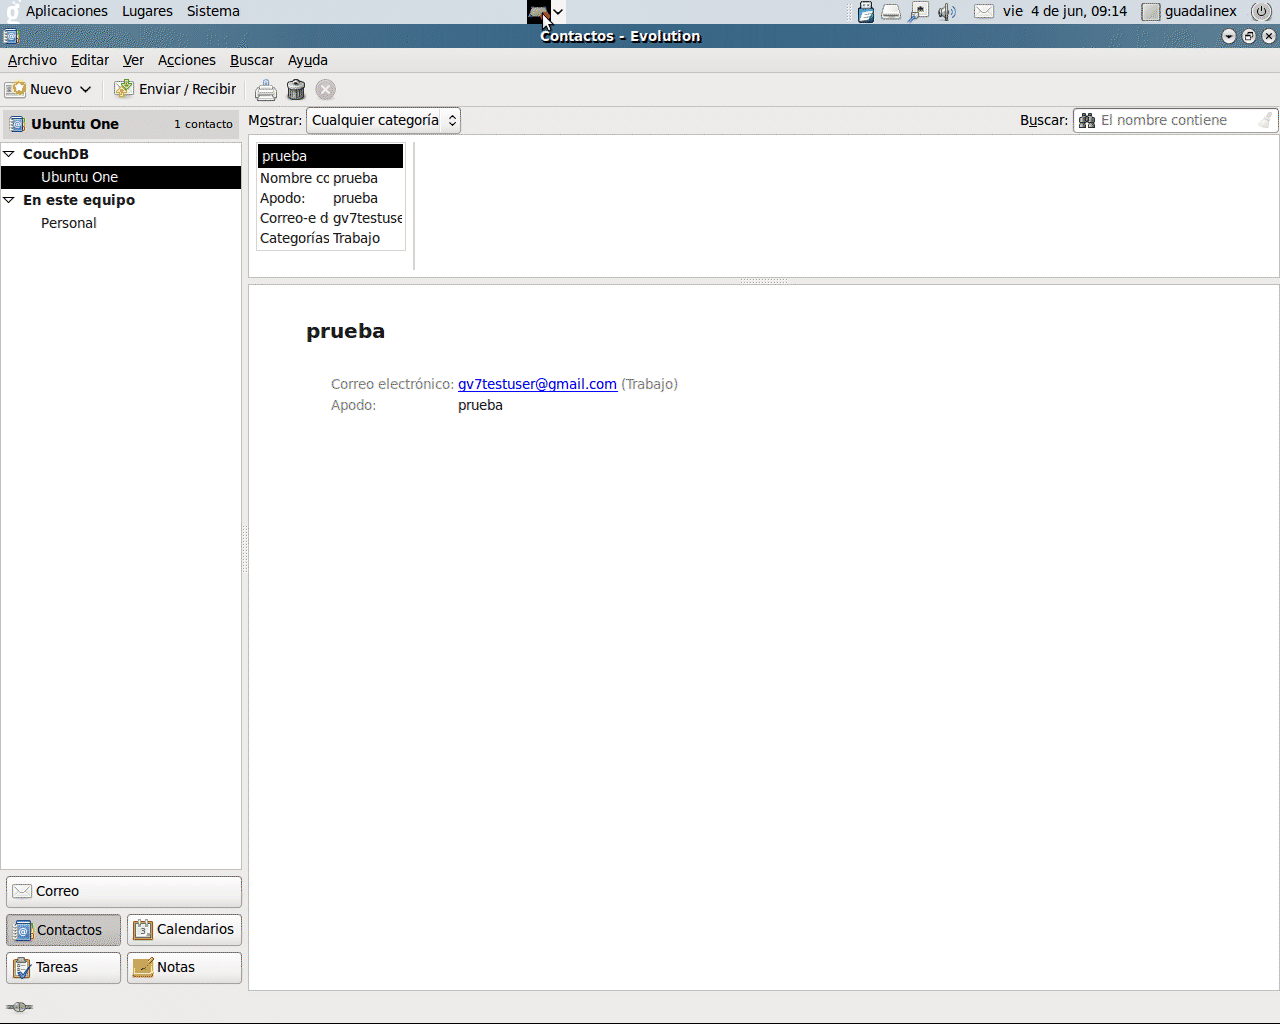 Aplicaciones Lugares Sistema vie 4 de jun, 09:14 guadalinex
Contactos - Evolution
Archivo Editar Ver Acciones Buscar Ayuda
Nuevo Enviar / Recibir
Ubuntu One 1 contacto Mostrar: Cualquier categoría Buscar: El nombre contiene
CouchDB
Ubuntu One
En este equipo
Personal
prueba
Nombre cc prueba
Apodo: prueba
Correo-e d gv7testuse
Categorías Trabajo
prueba
Correo electrónico: gv7testuser@gmail.com (Trabajo)
Apodo: prueba
Correo
Contactos Calendarios
Tareas Notas